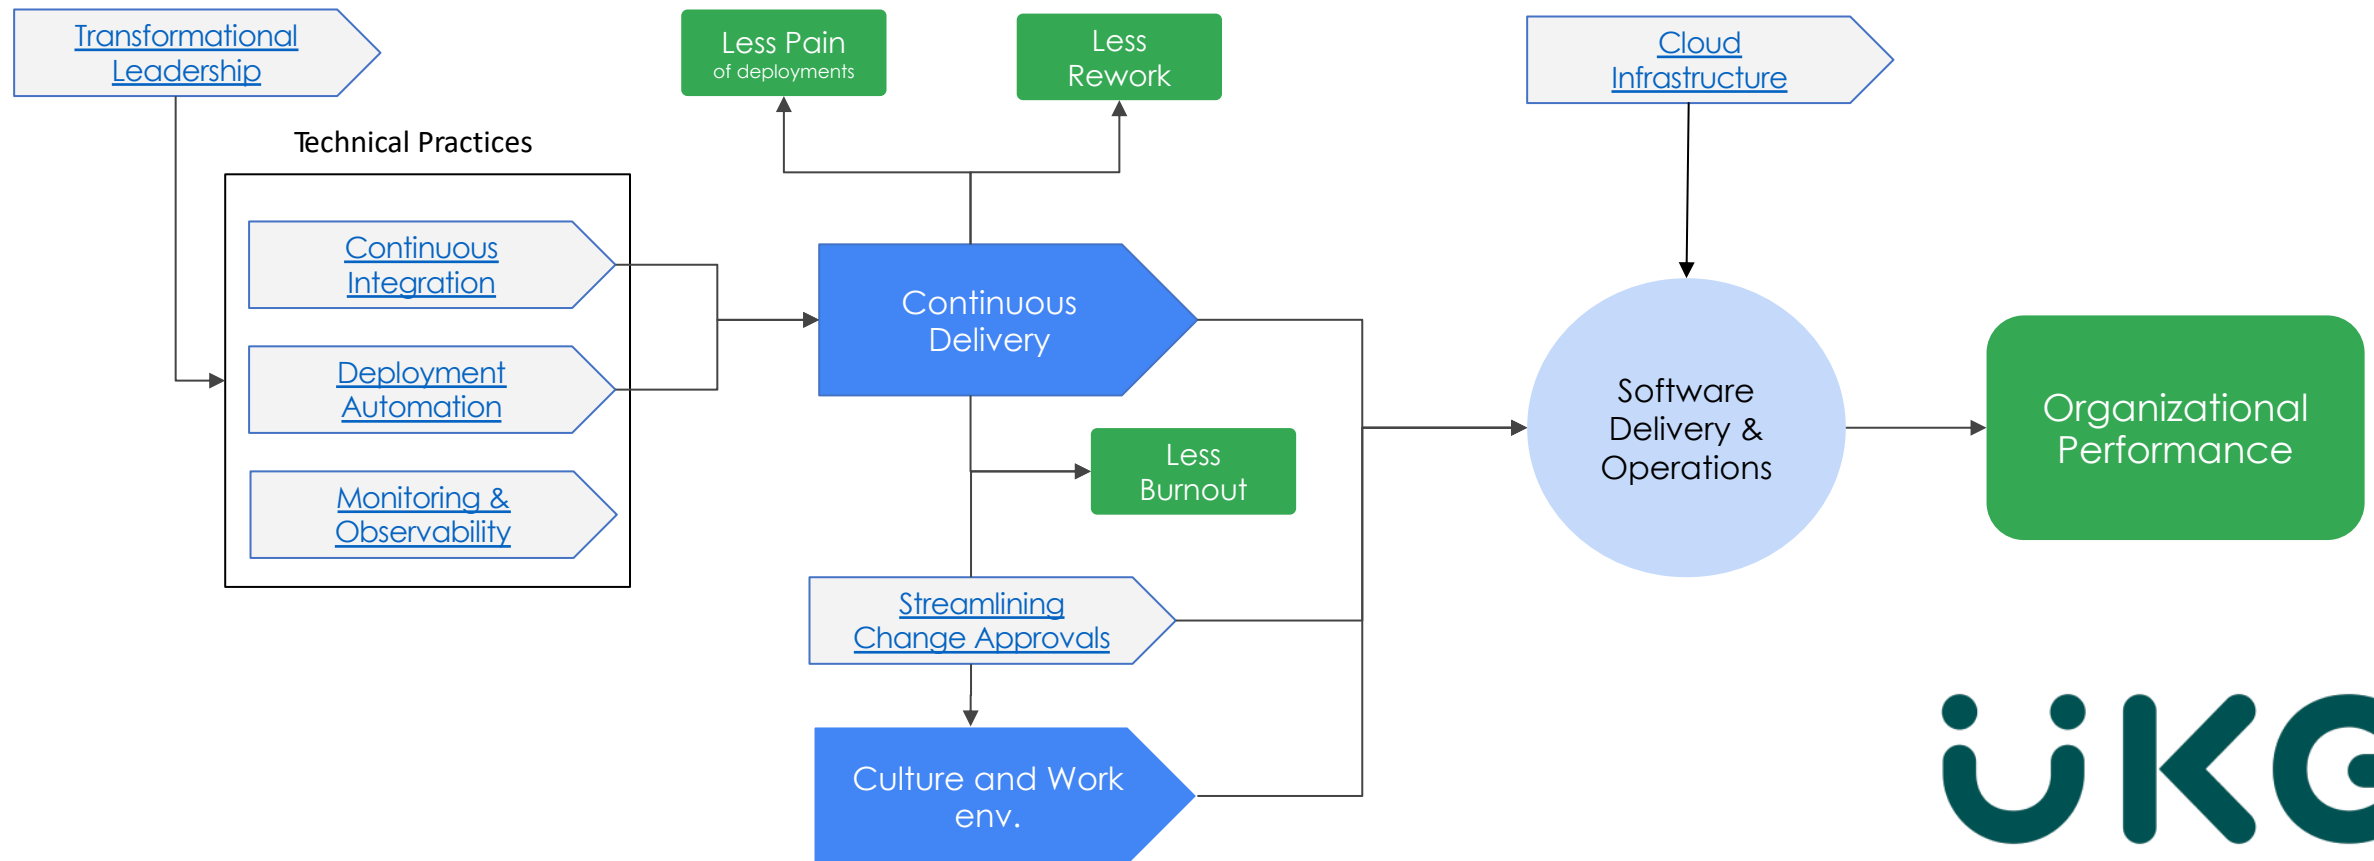 Transformational
Leadership
Less Pain
of deployments
Less
Rework
Cloud
Infrastructure
Technical Practices
Continuous
Integration
Deployment
Automation
Monitoring &
Observability
Continuous
Delivery
Less
Burnout
Streamlining
Change Approvals
Culture and Work
env.
Software
Delivery &
Operations
Organizational
Performance
UKG